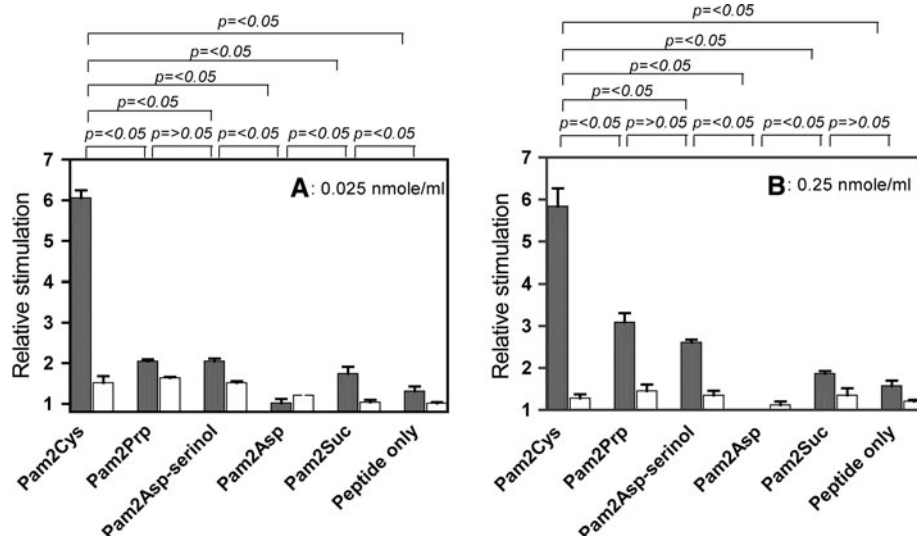 p=<0.05
p=<0.05
p=<0.05
p=<0.05
p=<0.05 p=>0.05 p=<0.05 p=<0.05 p=<0.05
7
6
5
4
3
2
1
Relative stimulation
A: 0.025 nmole/ml
Pam2Cys
Pam2Prp
Pam2Asp-serinol
Pam2Asp
Pam2Suc
Peptide only
p=<0.05
p=<0.05
p=<0.05
p=<0.05
p=<0.05 p=>0.05 p=<0.05 p=<0.05 p=>0.05
7
6
5
4
3
2
1
Relative stimulation
B: 0.25 nmole/ml
Pam2Cys
Pam2Prp
Pam2Asp-serinol
Pam2Asp
Pam2Suc
Peptide only